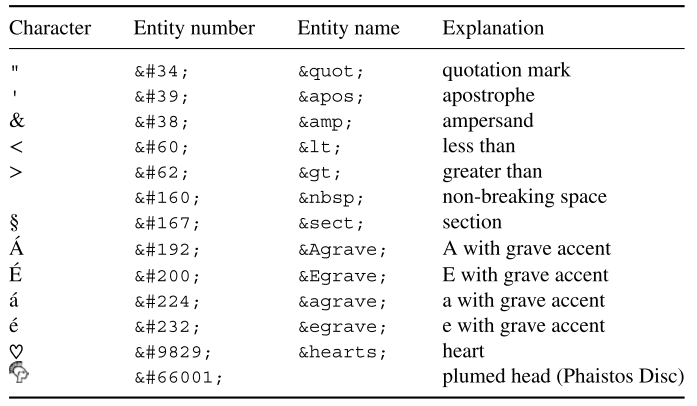 Character Entity number Entity name Explanation
" &#34; &quot; quotation mark
' &#39; &apos; apostrophe
& &#38; &amp; ampersand
< &#60; &lt; less than
> &#62; &gt; greater than
&#160; &nbsp; non-breaking space
§ &#167; &sect; section
Á &#192; &Agrave; A with grave accent
É &#200; &Egrave; E with grave accent
á &#224; &agrave; a with grave accent
é &#232; &egrave; e with grave accent
♡ &#9829; &hearts; heart
&#66001; plumed head (Phaistos Disc)